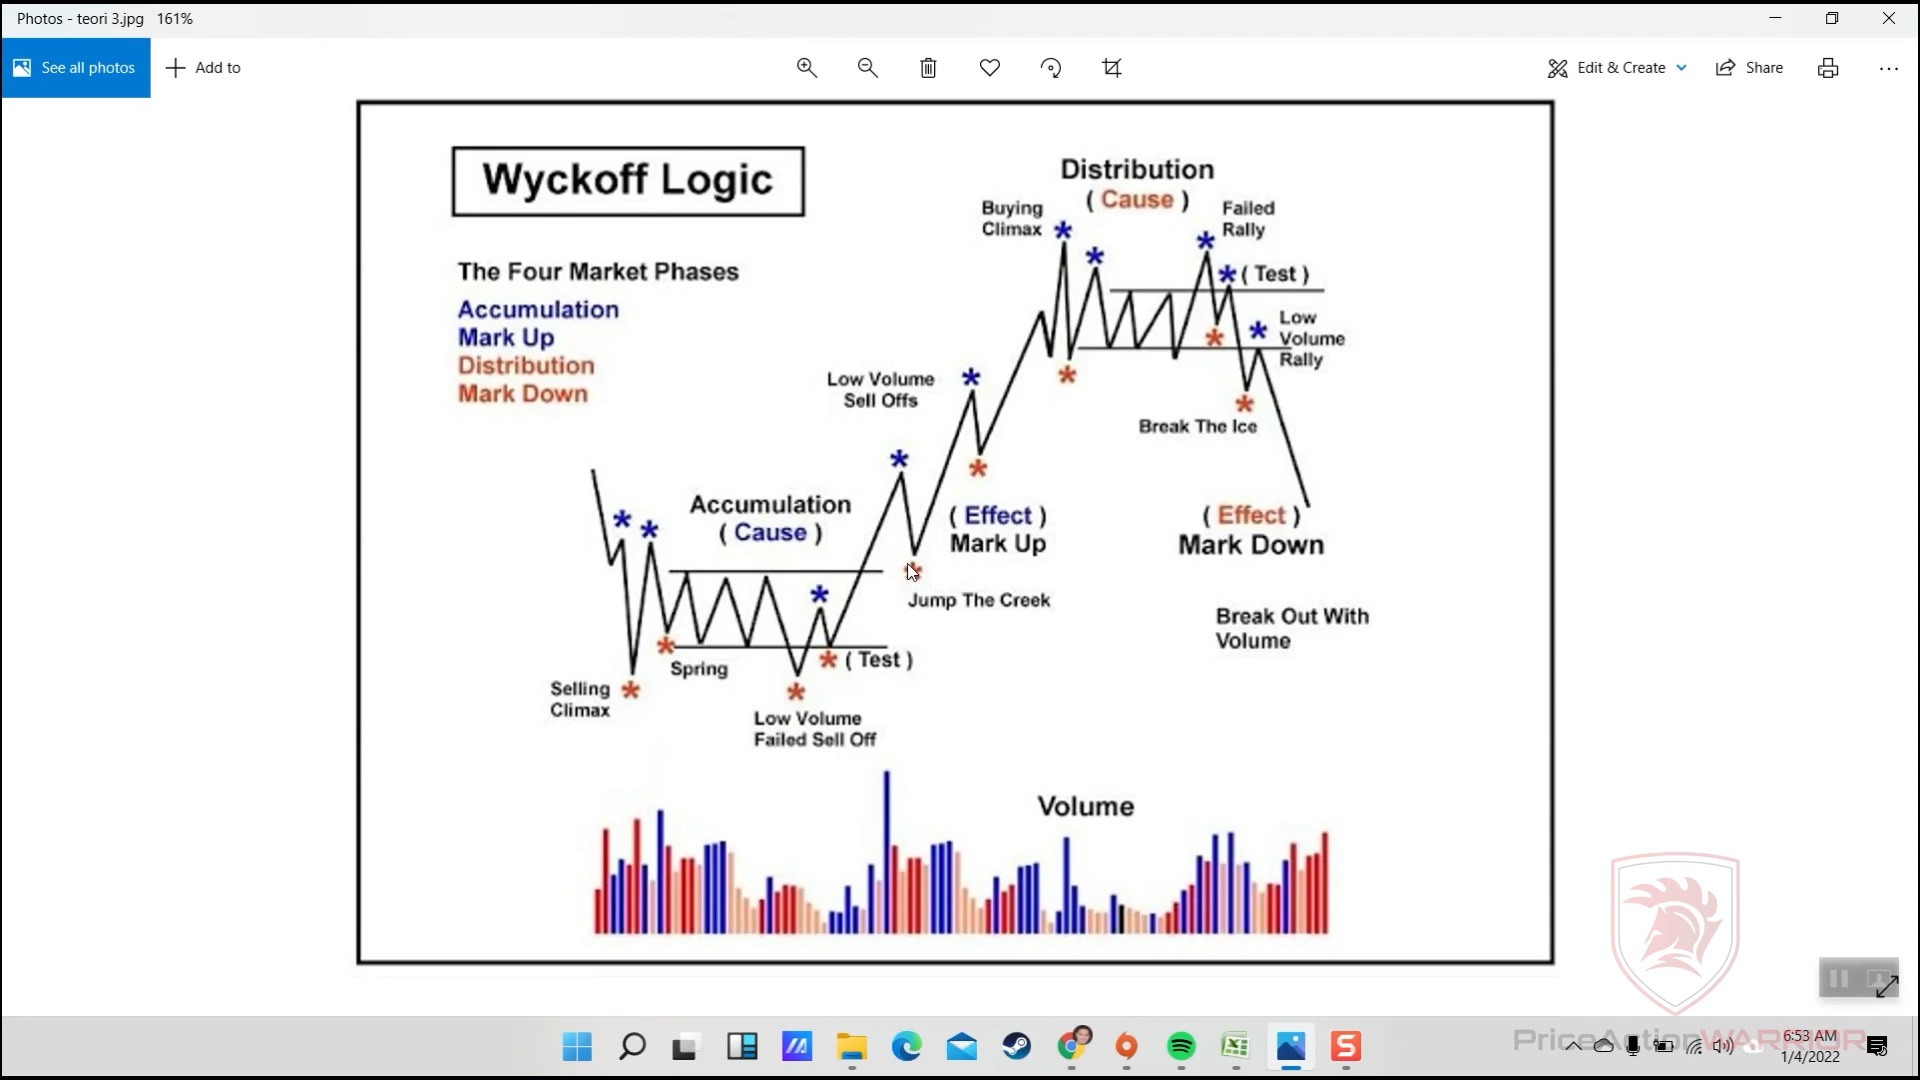 Photos - teori 3.jpg 161%
See all photos
Add to
Edit & Create
Share
Wyckoff Logic
The Four Market Phases
Accumulation
Mark Up
Distribution
Mark Down
Distribution
( Cause )
Buying
Climax
Failed
Rally
( Test )
Low
Volume
Rally
Break The Ice
Low Volume
Sell Offs
Accumulation
( Cause )
( Effect )
Mark Up
( Effect )
Mark Down
Jump The Creek
Break Out With
Volume
Spring
( Test )
Selling
Climax
Low Volume
Failed Sell Off
Volume
PriceActionWARRIOR
6:53 AM
1/4/2022